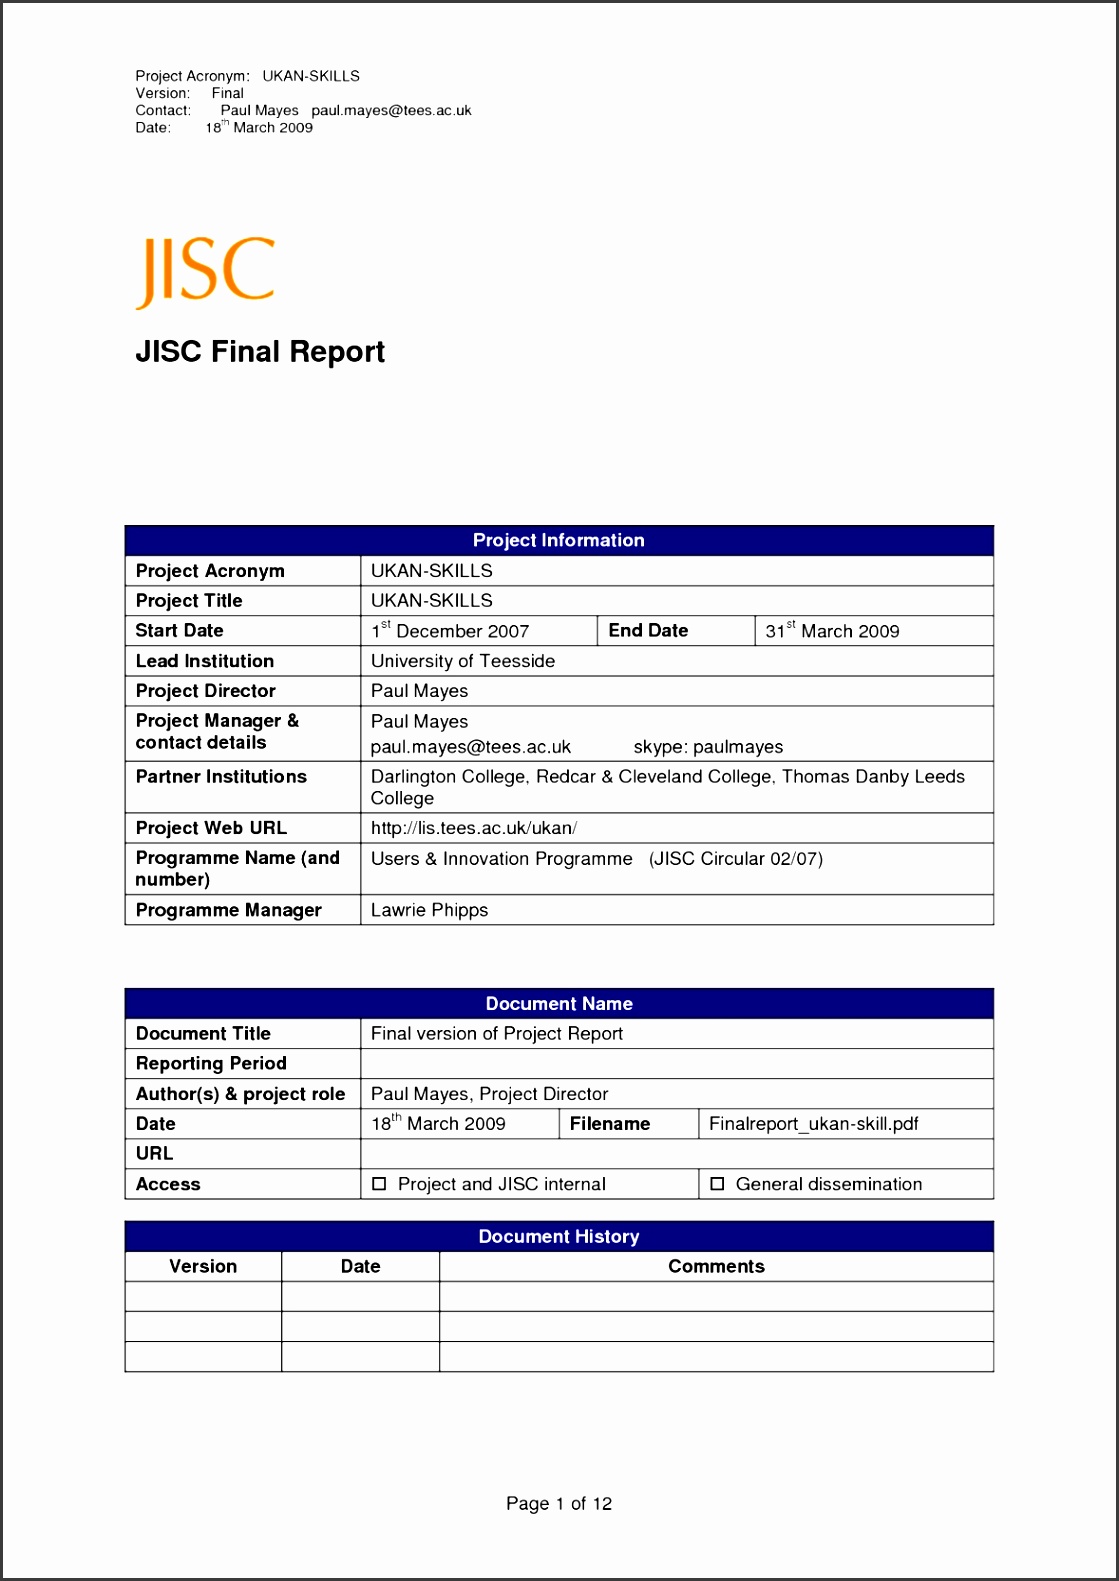 Project Acronym: UKAN-SKILLS
Version: Final
Contact: Paul Mayes paul.mayes@tees.ac.uk
Date: 18th March 2009
JISC
JISC Final Report
Project Information
Project Acronym UKAN-SKILLS
Project Title UKAN-SKILLS
Start Date 1st December 2007 End Date 31st March 2009
Lead Institution University of Teesside
Project Director Paul Mayes
Project Manager & Paul Mayes
contact details paul.mayes@tees.ac.uk skype: paulmayes
Partner Institutions Darlington College, Redcar & Cleveland College, Thomas Danby Leeds
College
Project Web URL http://lis.tees.ac.uk/ukan/
Programme Name (and Users & Innovation Programme (JISC Circular 02/07)
number)
Programme Manager Lawrie Phipps
Document Name
Document Title Final version of Project Report
Reporting Period
Author(s) & project role Paul Mayes, Project Director
Date 18th March 2009 Filename Finalreport_ukan-skill.pdf
URL
Access ☐ Project and JISC internal ☐ General dissemination
Document History
Version Date Comments
Page 1 of 12